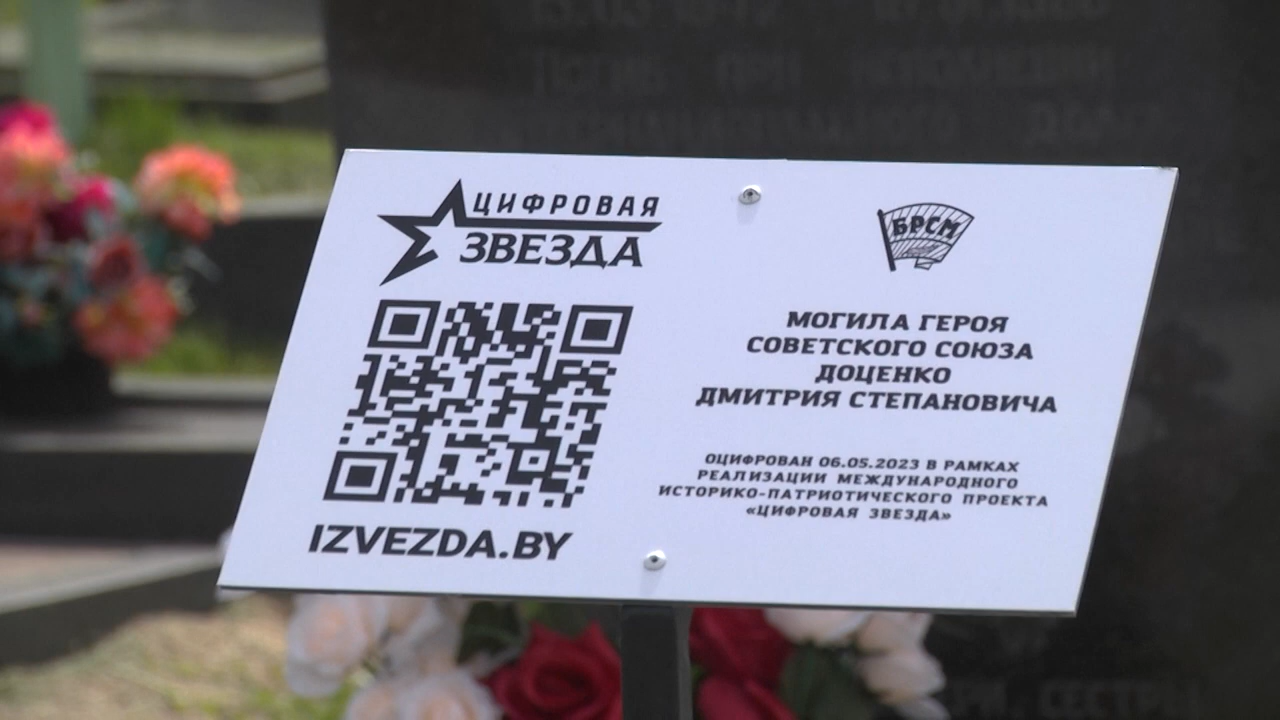 ПРИ
ЦИФРОВАЯ
ЗВЕЗДА
IZVEZDA.BY
БРСМ
МОГИЛА ГЕРОЯ
СОВЕТСКОГО СОЮЗА
ДОЦЕНКО
ДМИТРИЯ СТЕПАНОВИЧА
ОЦИФРОВАН 06.05.2023 В РАМКАХ
РЕАЛИЗАЦИИ МЕЖДУНАРОДНОГО
ИСТОРИКО-ПАТРИОТИЧЕСКОГО ПРОЕКТА
«ЦИФРОВАЯ ЗВЕЗДА»